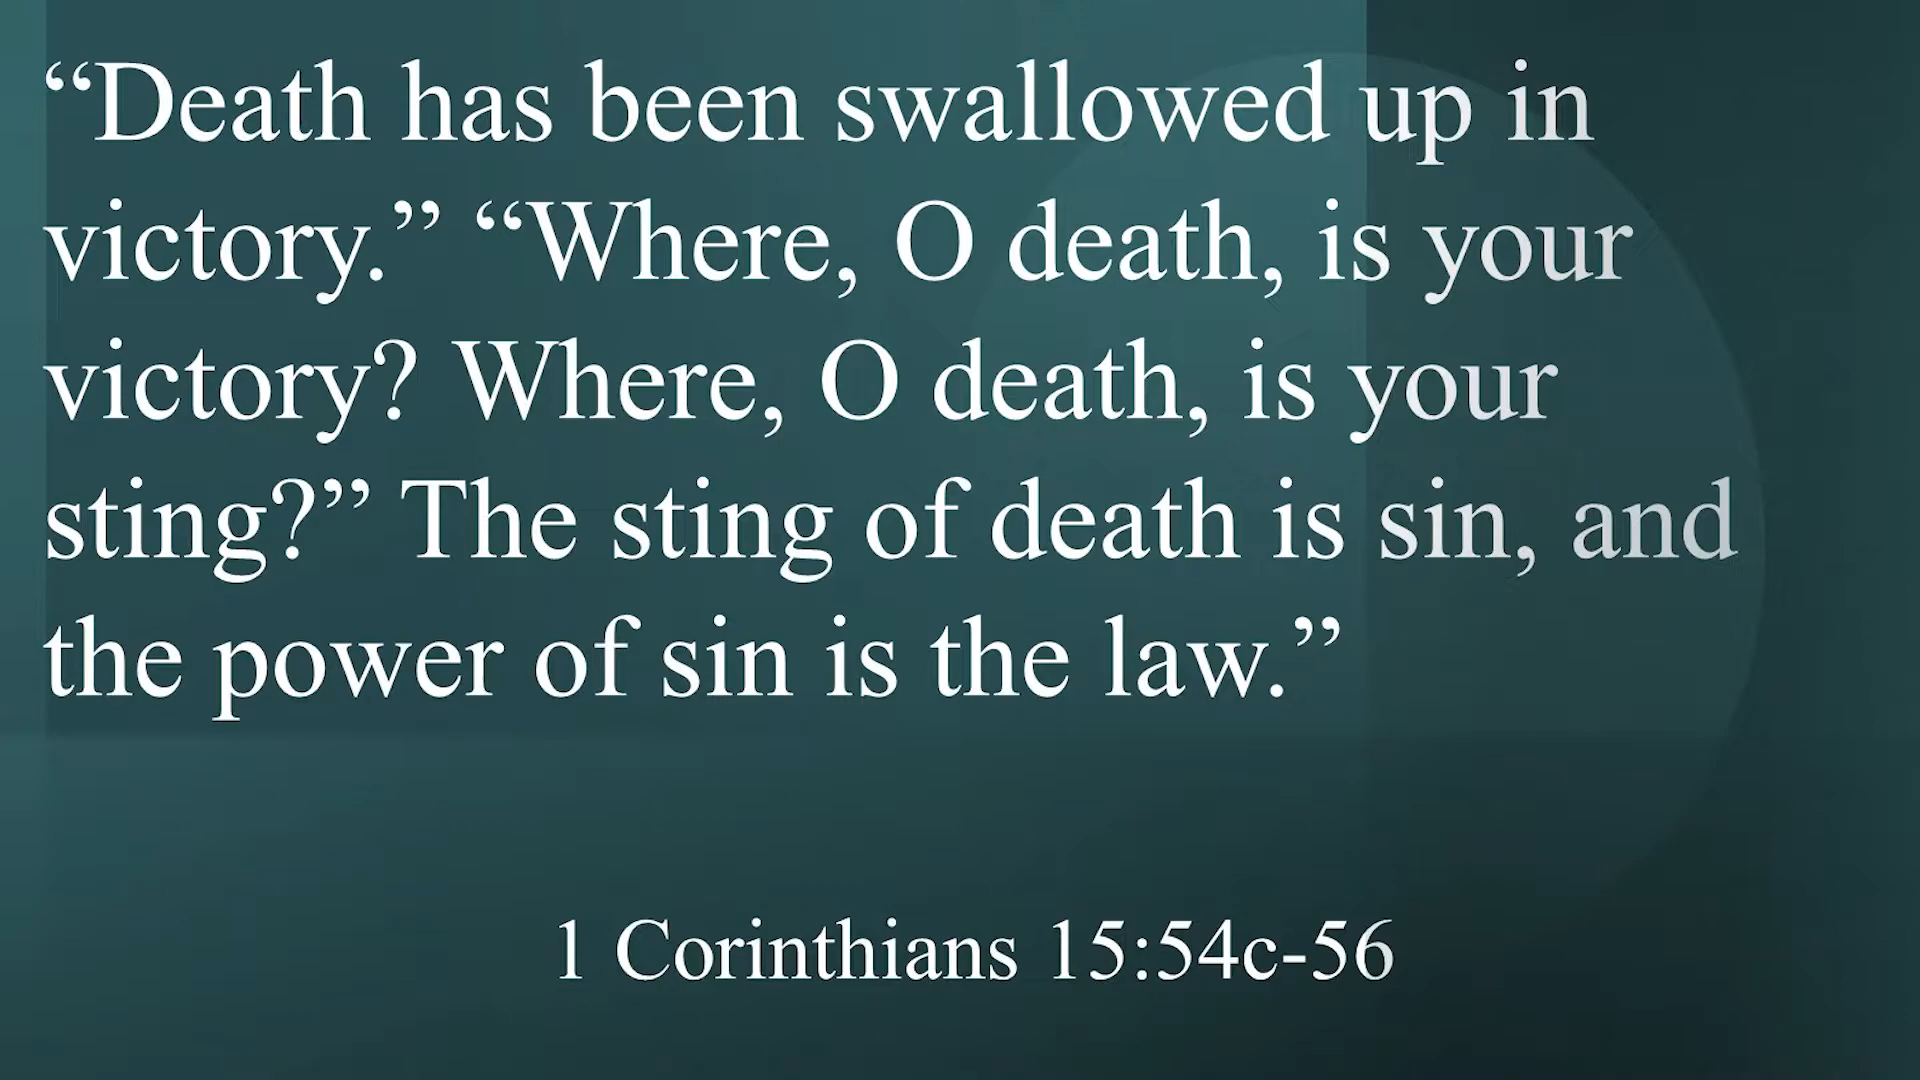 “Death has been swallowed up in
victory.” “Where, O death, is your
victory? Where, O death, is your
sting?” The sting of death is sin, and
the power of sin is the law.”
1 Corinthians 15:54c-56